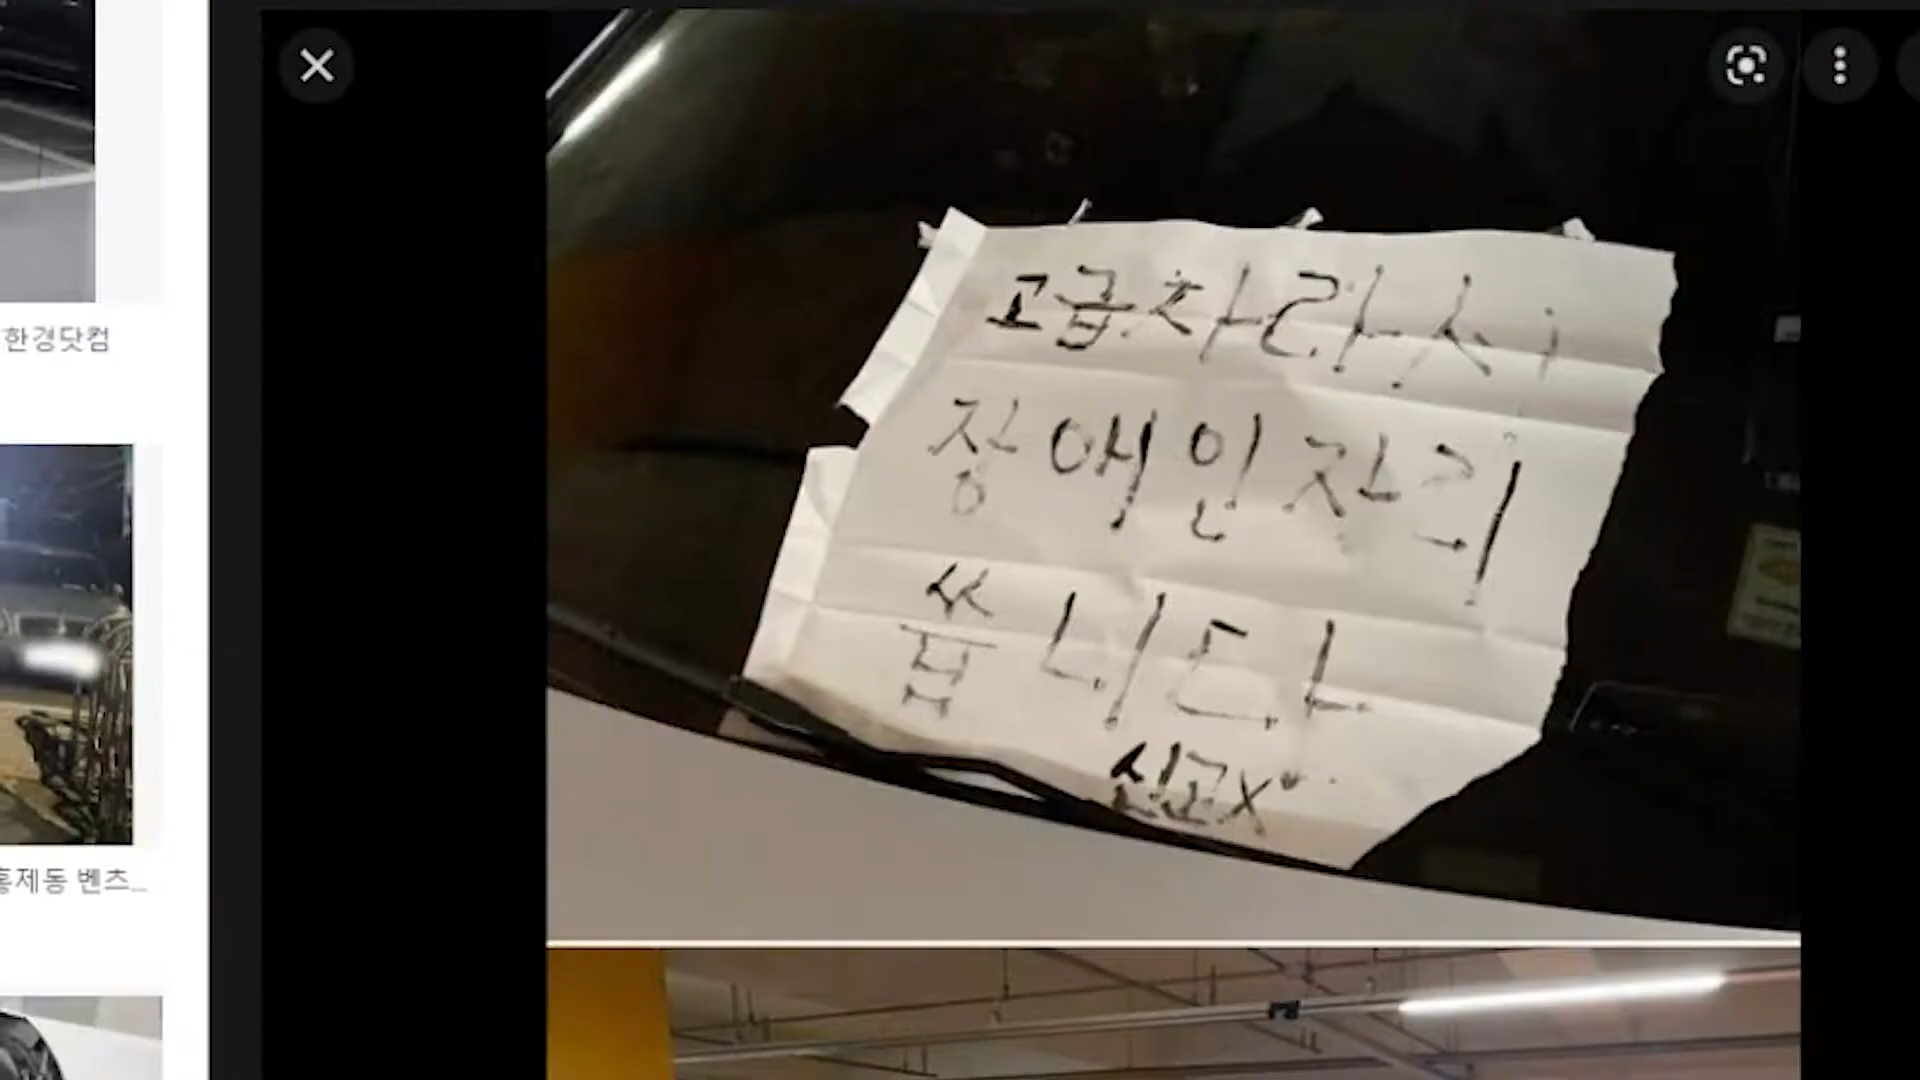 한경닷컴
홍제동 벤츠...
고급차라 시
장애인자리
씁니다
신고X